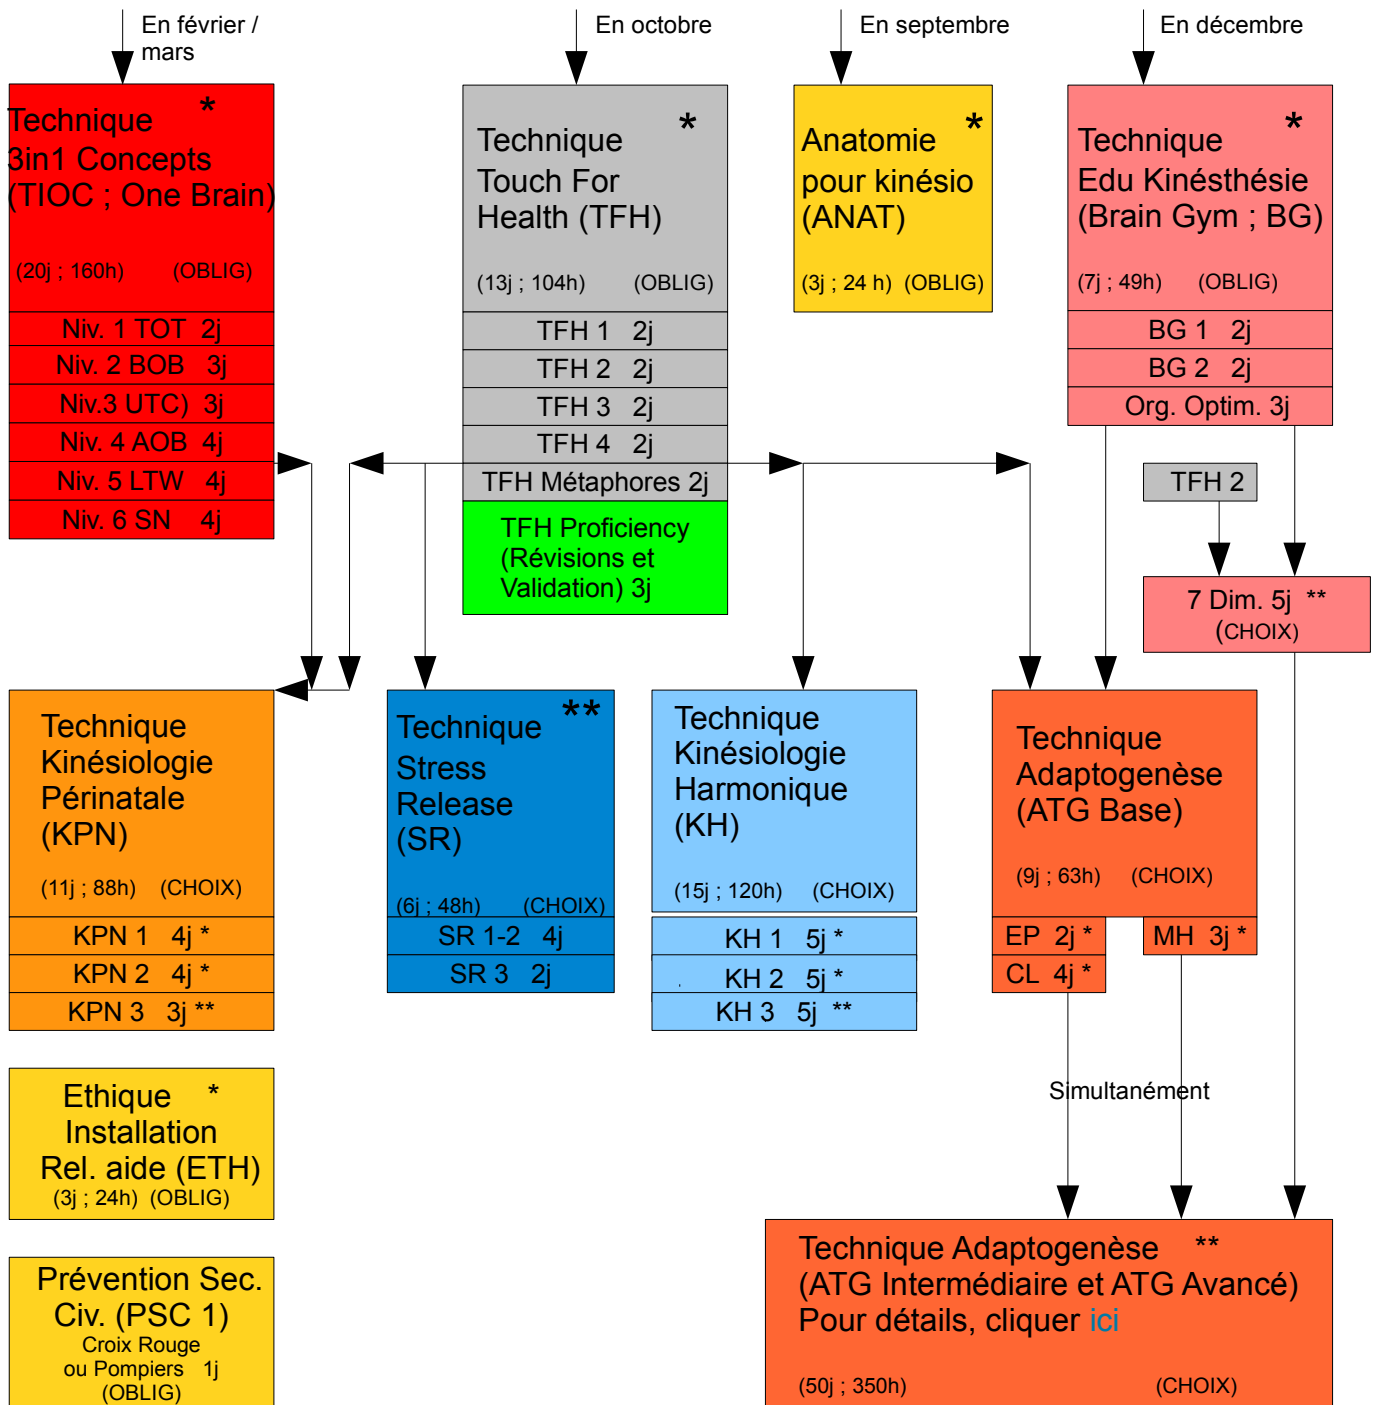 En février /
mars
En octobre
En septembre
En décembre
Technique *
3in1 Concepts
(TIOC ; One Brain)
(20j ; 160h) (OBLIG)
Niv. 1 TOT 2j
Niv. 2 BOB 3j
Niv.3 UTC) 3j
Niv. 4 AOB 4j
Niv. 5 LTW 4j
Niv. 6 SN 4j
Technique *
Touch For
Health (TFH)
(13j ; 104h) (OBLIG)
TFH 1 2j
TFH 2 2j
TFH 3 2j
TFH 4 2j
TFH Métaphores 2j
TFH Proficiency
(Révisions et
Validation) 3j
Anatomie *
pour kinésio
(ANAT)
(3j ; 24 h) (OBLIG)
Technique *
Edu Kinésthésie
(Brain Gym ; BG)
(7j ; 49h) (OBLIG)
BG 1 2j
BG 2 2j
Org. Optim. 3j
TFH 2
7 Dim. 5j **
(CHOIX)
Technique
Kinésiologie
Périnatale
(KPN)
(11j ; 88h) (CHOIX)
KPN 1 4j *
KPN 2 4j *
KPN 3 3j **
Technique **
Stress
Release
(SR)
(6j ; 48h) (CHOIX)
SR 1-2 4j
SR 3 2j
Technique
Kinésiologie
Harmonique
(KH)
(15j ; 120h) (CHOIX)
KH 1 5j *
. KH 2 5j *
KH 3 5j **
Technique
Adaptogenèse
(ATG Base)
(9j ; 63h) (CHOIX)
EP 2j *
CL 4j *
MH 3j *
Simultanément
Ethique *
Installation
Rel. aide (ETH)
(3j ; 24h) (OBLIG)
Prévention Sec.
Civ. (PSC 1)
Croix Rouge
ou Pompiers 1j
(OBLIG)
Technique Adaptogenèse **
(ATG Intermédiaire et ATG Avancé)
Pour détails, cliquer ici
(50j ; 350h) (CHOIX)